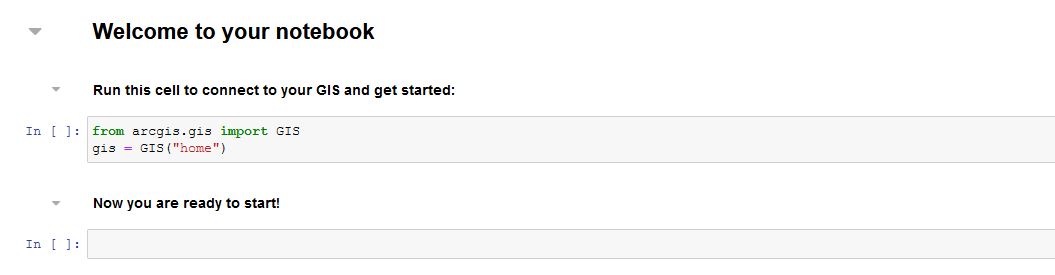 Welcome to your notebook
Run this cell to connect to your GIS and get started:
In [ ]: from arcgis.gis import GIS
gis = GIS("home")
Now you are ready to start!
In [ ]: